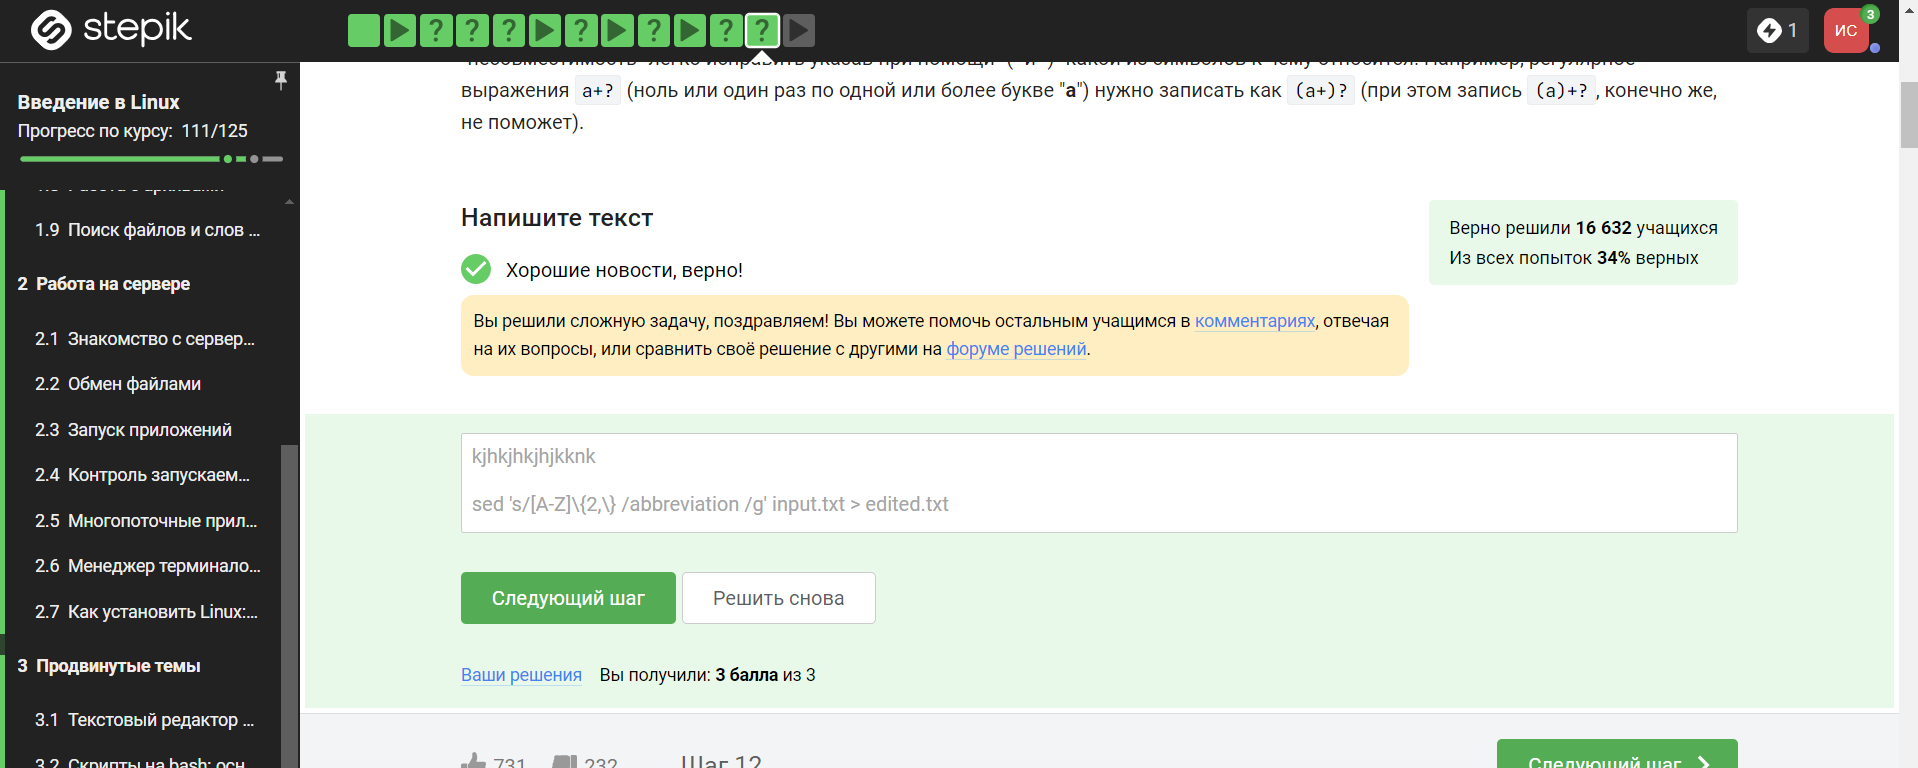 stepik
? ? ? ? ? ? ?
1
ИС
3
Введение в Linux
Прогресс по курсу: 111/125
1.9 Поиск файлов и слов ...
2 Работа на сервере
2.1 Знакомство с сервер...
2.2 Обмен файлами
2.3 Запуск приложений
2.4 Контроль запускаем...
2.5 Многопоточные прил...
2.6 Менеджер терминало...
2.7 Как установить Linux:...
3 Продвинутые темы
3.1 Текстовый редактор ...
3.2 Скрипты на bash: осн...
выражения a+? (ноль или один раз по одной или более букве "a") нужно записать как (a+)? (при этом запись (a)+?, конечно же,
не поможет).
Напишите текст
Хорошие новости, верно!
Вы решили сложную задачу, поздравляем! Вы можете помочь остальным учащимся в комментариях, отвечая
на их вопросы, или сравнить своё решение с другими на форуме решений.
Верно решили 16 632 учащихся
Из всех попыток 34% верных
kjhkjhkjhjkknk
sed 's/[A-Z]\{2,\} /abbreviation /g' input.txt > edited.txt
Следующий шаг
Решить снова
Ваши решения Вы получили: 3 балла из 3
731 232 Шаг 12
Следующий шаг